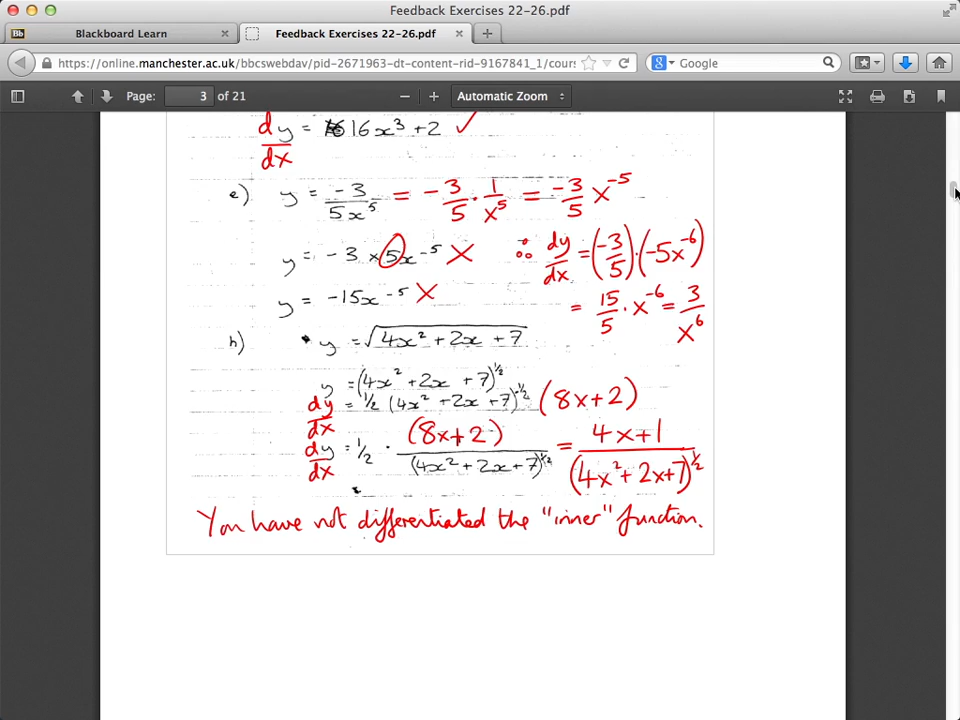 Feedback Exercises 22-26.pdf
Blackboard Learn × Feedback Exercises 22-26.pdf × +
https://online.manchester.ac.uk/bbcswebdav/pid-2671963-dt-content-rid-9167841_1/cours Google
Page: 3 of 21 − + Automatic Zoom
dy/dx = 16x³ + 2 ✓
e) y = -3/5x⁵ = -3/5 · 1/x⁵ = -3/5 x⁻⁵
y = -3 × 5x⁻⁵ X ∴ dy/dx = (-3/5) · (-5x⁻⁶)
y = -15x⁻⁵ X = 15/5 · x⁻⁶ = 3/x⁶
h) y = √(4x² + 2x + 7)
y = (4x² + 2x + 7)^½
dy/dx = ½ (4x² + 2x + 7)^-½ (8x+2)
dy/dx = ½ · (8x+2)/(4x² + 2x + 7)^½ = 4x+1/(4x² + 2x + 7)^½
You have not differentiated the "inner" function.